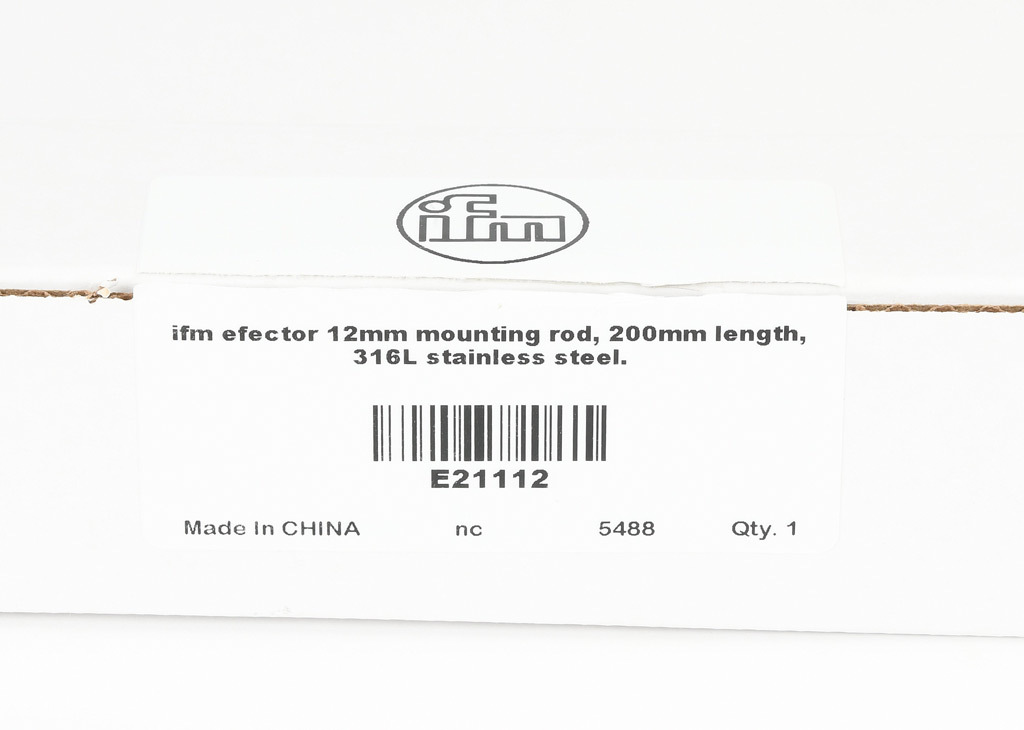 ifm
ifm efector 12mm mounting rod, 200mm length,
316L stainless steel.
E21112
Made In CHINA nc 5488 Qty. 1